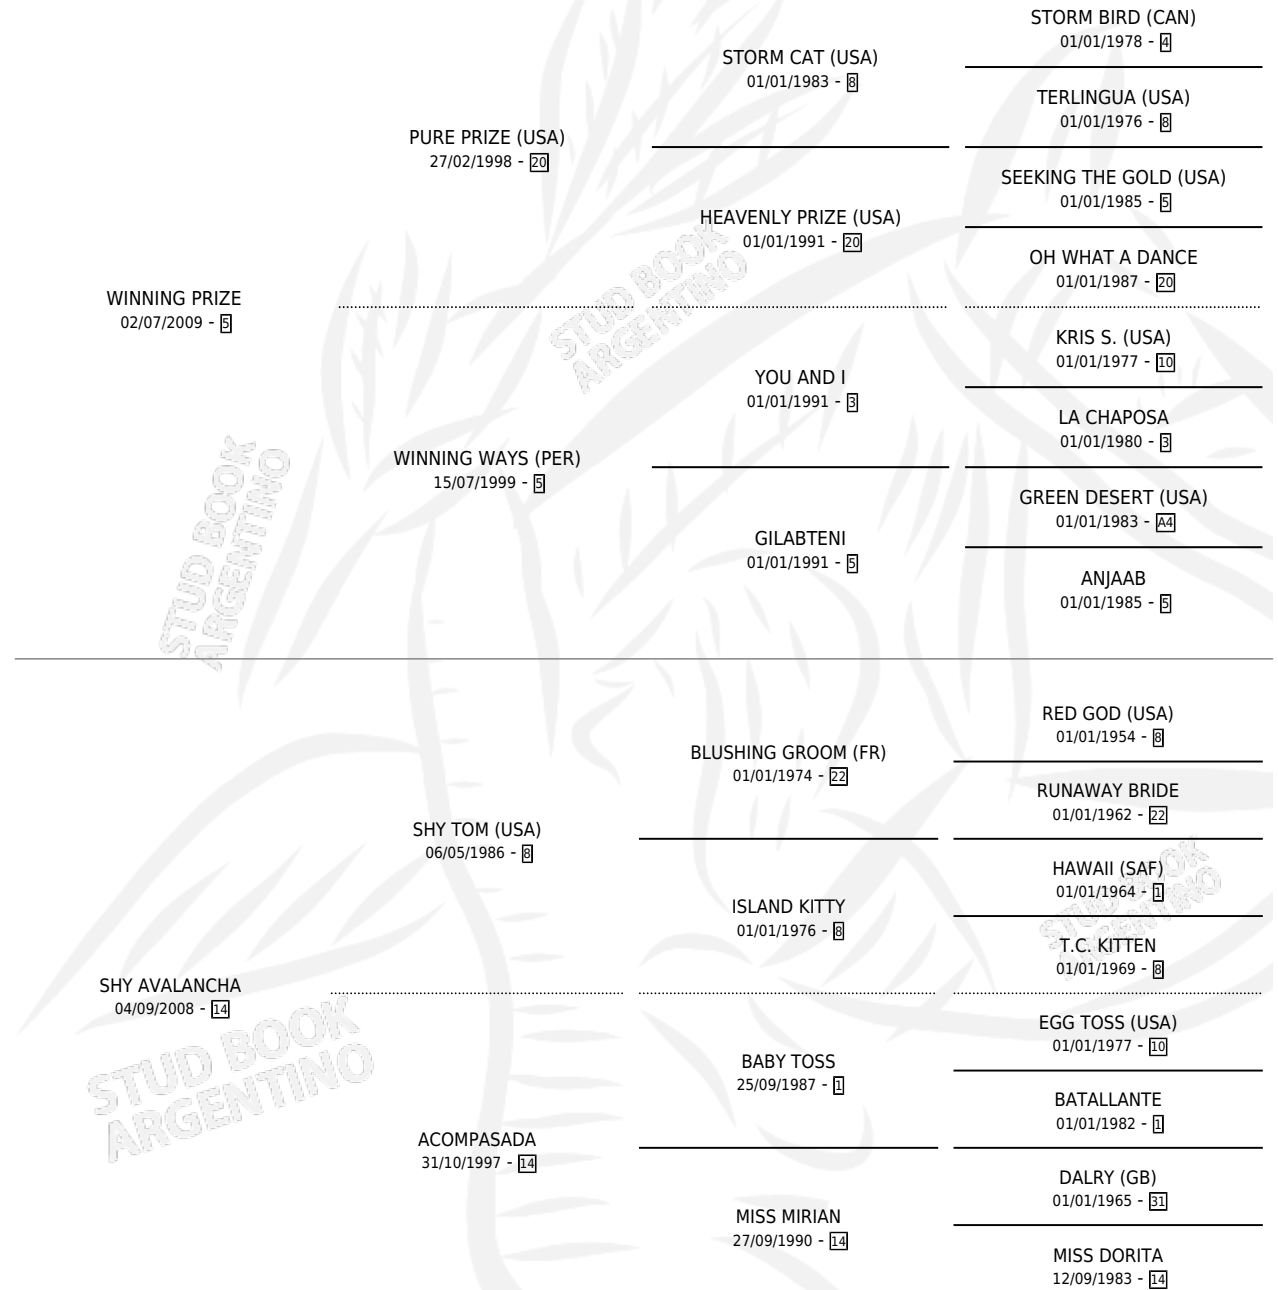 STORM BIRD (CAN)
01/01/1978 - 4
STORM CAT (USA)
01/01/1983 - 8
TERLINGUA (USA)
01/01/1976 - 8
PURE PRIZE (USA)
27/02/1998 - 20
SEEKING THE GOLD (USA)
01/01/1985 - 5
HEAVENLY PRIZE (USA)
01/01/1991 - 20
OH WHAT A DANCE
01/01/1987 - 20
WINNING PRIZE
02/07/2009 - 5
KRIS S. (USA)
01/01/1977 - 10
YOU AND I
01/01/1991 - 3
LA CHAPOSA
01/01/1980 - 3
WINNING WAYS (PER)
15/07/1999 - 5
GREEN DESERT (USA)
01/01/1983 - A4
GILABTENI
01/01/1991 - 5
ANJAAB
01/01/1985 - 5
RED GOD (USA)
01/01/1954 - 8
BLUSHING GROOM (FR)
01/01/1974 - 22
RUNAWAY BRIDE
01/01/1962 - 22
SHY TOM (USA)
06/05/1986 - 8
HAWAII (SAF)
01/01/1964 - 1
ISLAND KITTY
01/01/1976 - 8
T.C. KITTEN
01/01/1969 - 8
SHY AVALANCHA
04/09/2008 - 14
EGG TOSS (USA)
01/01/1977 - 10
BABY TOSS
25/09/1987 - 1
BATALLANTE
01/01/1982 - 1
ACOMPASADA
31/10/1997 - 14
DALRY (GB)
01/01/1965 - 31
MISS MIRIAN
27/09/1990 - 14
MISS DORITA
12/09/1983 - 14
STUD BOOK
ARGENTINO
STUD BOOK
ARGENTINO
STUD BOOK
ARGENTINO
STUD BOOK
ARGENTINO